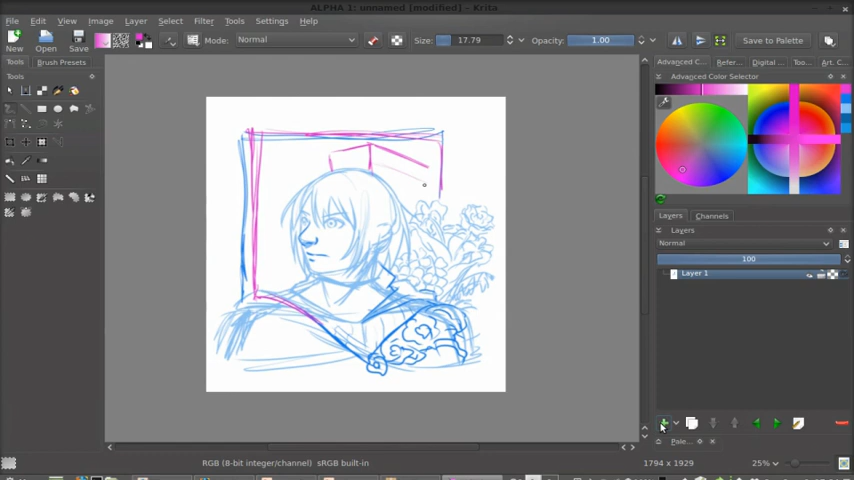 ALPHA 1: unnamed [modified] – Krita
File Edit View Image Layer Select Filter Tools Settings Help
New Open Save Mode: Normal Size: 17.79 Opacity: 1.00 Save to Palette
Tools Brush Presets
Tools
Advanced C... Refer... Digital ... Too... Art. C...
Advanced Color Selector
Layers Channels
Layers
Normal
100
Layer 1
Pale...
RGB (8-bit integer/channel) sRGB built-in 1794 x 1929 25%